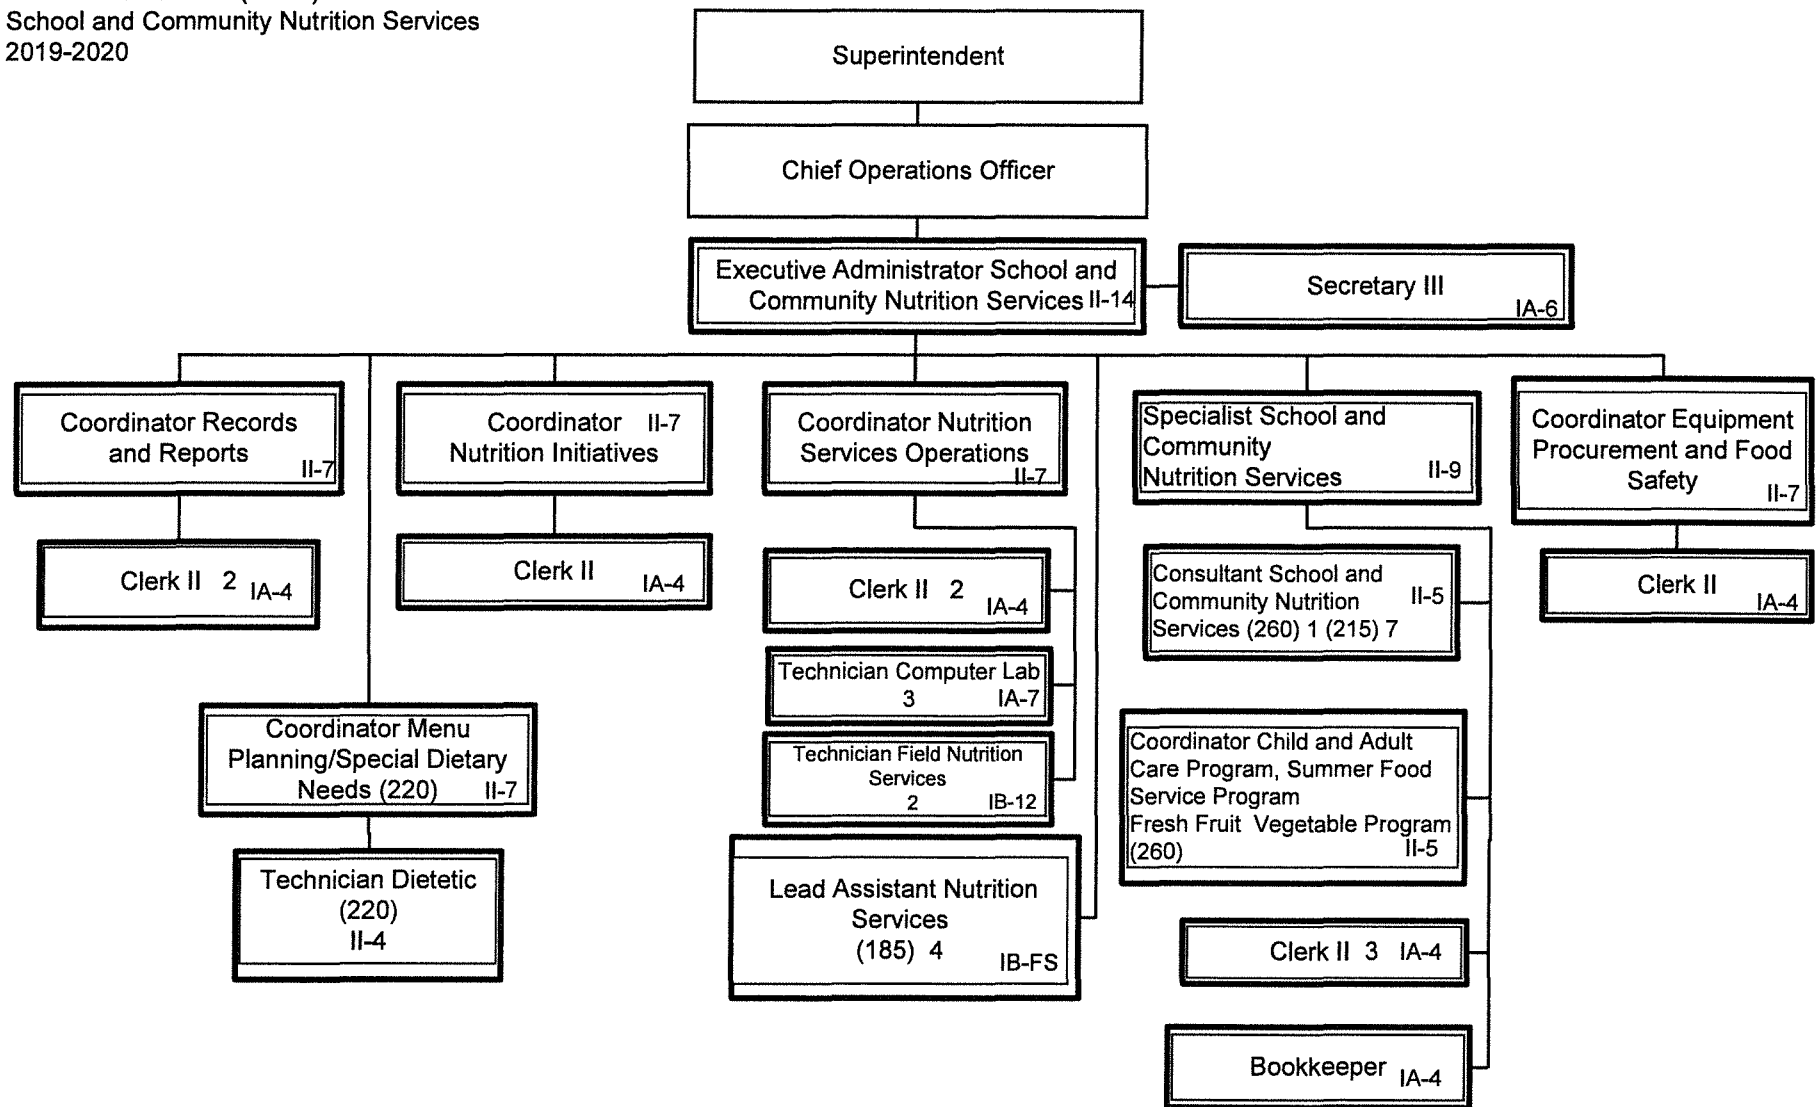 School and Community Nutrition Services
2019-2020
Superintendent
Chief Operations Officer
Executive Administrator School and
Community Nutrition Services II-14
Secretary III
IA-6
Coordinator Records
and Reports
II-7
Coordinator II-7
Nutrition Initiatives
Coordinator Nutrition
Services Operations
II-7
Specialist School and
Community
Nutrition Services II-9
Coordinator Equipment
Procurement and Food
Safety
II-7
Clerk II 2 IA-4
Clerk II IA-4
Clerk II 2
IA-4
Technician Computer Lab
3 IA-7
Technician Field Nutrition
Services
2 IB-12
Consultant School and
Community Nutrition II-5
Services (260) 1 (215) 7
Clerk II
IA-4
Coordinator Menu
Planning/Special Dietary
Needs (220) II-7
Technician Dietetic
(220)
II-4
Lead Assistant Nutrition
Services
(185) 4
IB-FS
Coordinator Child and Adult
Care Program, Summer Food
Service Program
Fresh Fruit Vegetable Program
(260) II-5
Clerk II 3 IA-4
Bookkeeper IA-4